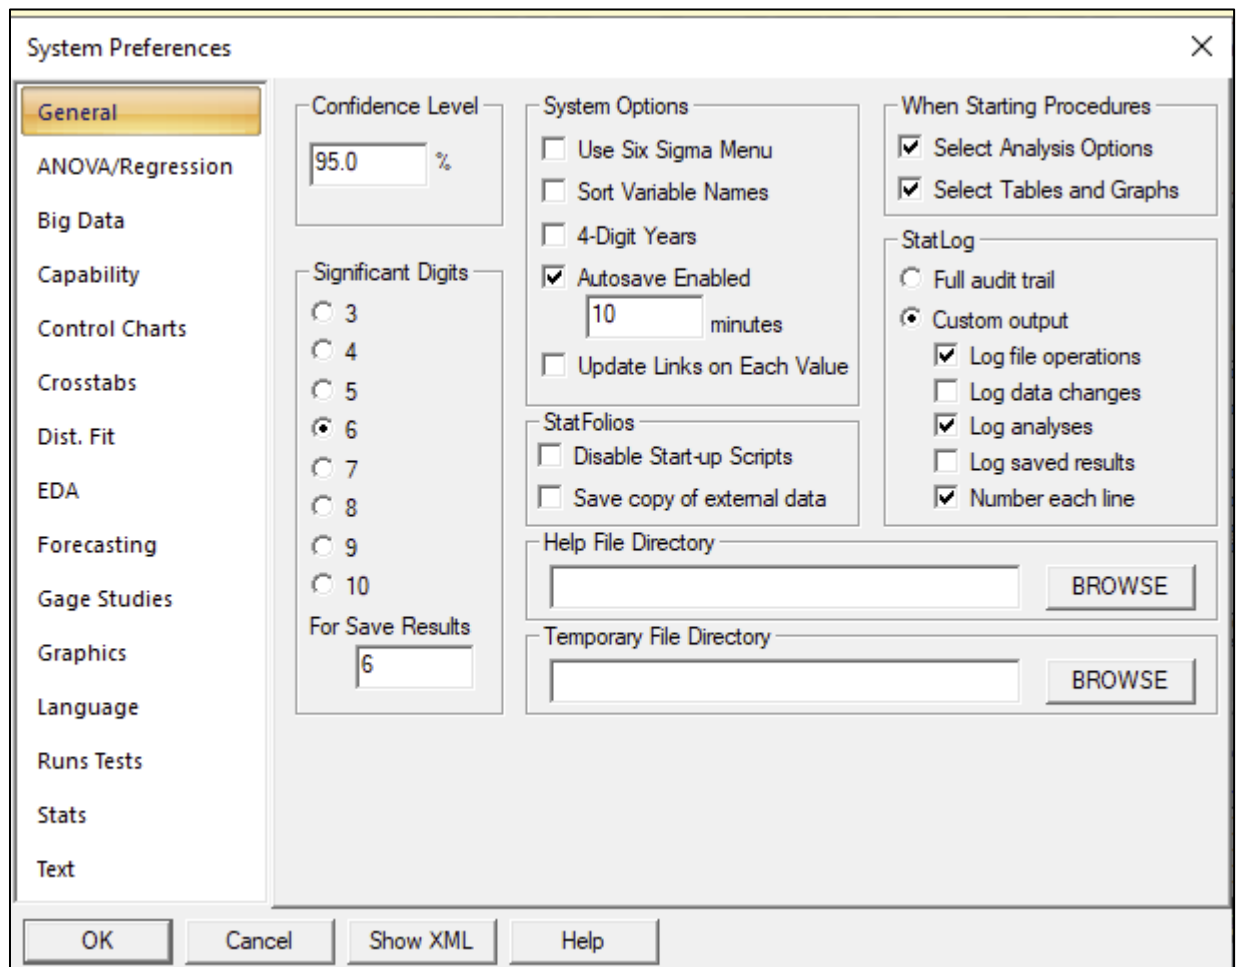 System Preferences
General
ANOVA/Regression
Big Data
Capability
Control Charts
Crosstabs
Dist. Fit
EDA
Forecasting
Gage Studies
Graphics
Language
Runs Tests
Stats
Text
Confidence Level
95.0 %
Significant Digits
3
4
5
6
7
8
9
10
For Save Results
6
System Options
Use Six Sigma Menu
Sort Variable Names
4-Digit Years
Autosave Enabled
10 minutes
Update Links on Each Value
StatFolios
Disable Start-up Scripts
Save copy of external data
When Starting Procedures
Select Analysis Options
Select Tables and Graphs
StatLog
Full audit trail
Custom output
Log file operations
Log data changes
Log analyses
Log saved results
Number each line
Help File Directory
BROWSE
Temporary File Directory
BROWSE
OK
Cancel
Show XML
Help